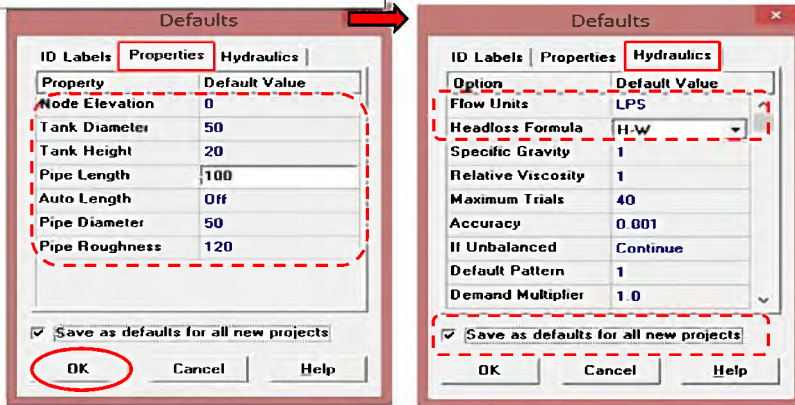 Defaults
ID Labels Properties Hydraulics
Property Default Value
Node Elevation 0
Tank Diameter 50
Tank Height 20
Pipe Length 100
Auto Length Off
Pipe Diameter 50
Pipe Roughness 120
Save as defaults for all new projects
OK Cancel Help
Defaults
ID Labels Properties Hydraulics
Option Default Value
Flow Units LPS
Headloss Formula H-W
Specific Gravity 1
Relative Viscosity 1
Maximum Trials 40
Accuracy 0.001
If Unbalanced Continue
Default Pattern 1
Demand Multiplier 1.0
Save as defaults for all new projects
OK Cancel Help